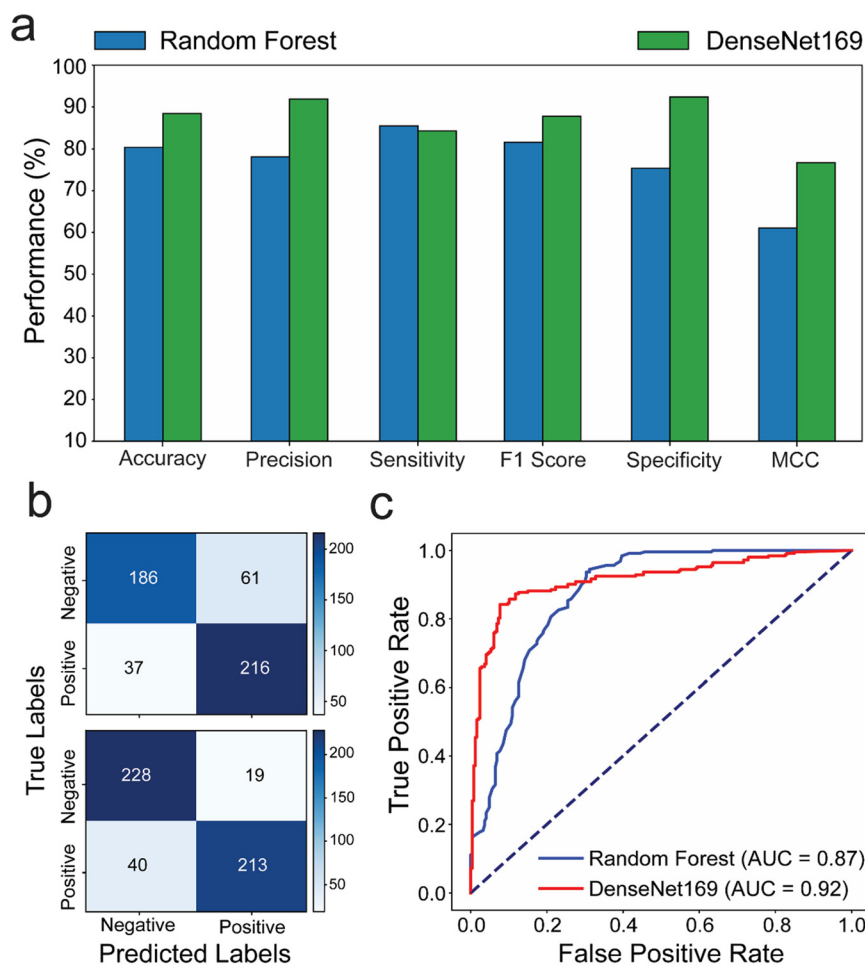 a
Random Forest
DenseNet169
Performance (%)
100
90
80
70
60
50
40
30
20
10
Accuracy
Precision
Sensitivity
F1 Score
Specificity
MCC
b
True Labels
Negative
186
61
Positive
37
216
200
150
100
50
Negative
228
19
Positive
40
213
200
150
100
50
Negative
Positive
Predicted Labels
c
True Positive Rate
1.0
0.8
0.6
0.4
0.2
0.0
Random Forest (AUC = 0.87)
DenseNet169 (AUC = 0.92)
0.0
0.2
0.4
0.6
0.8
1.0
False Positive Rate